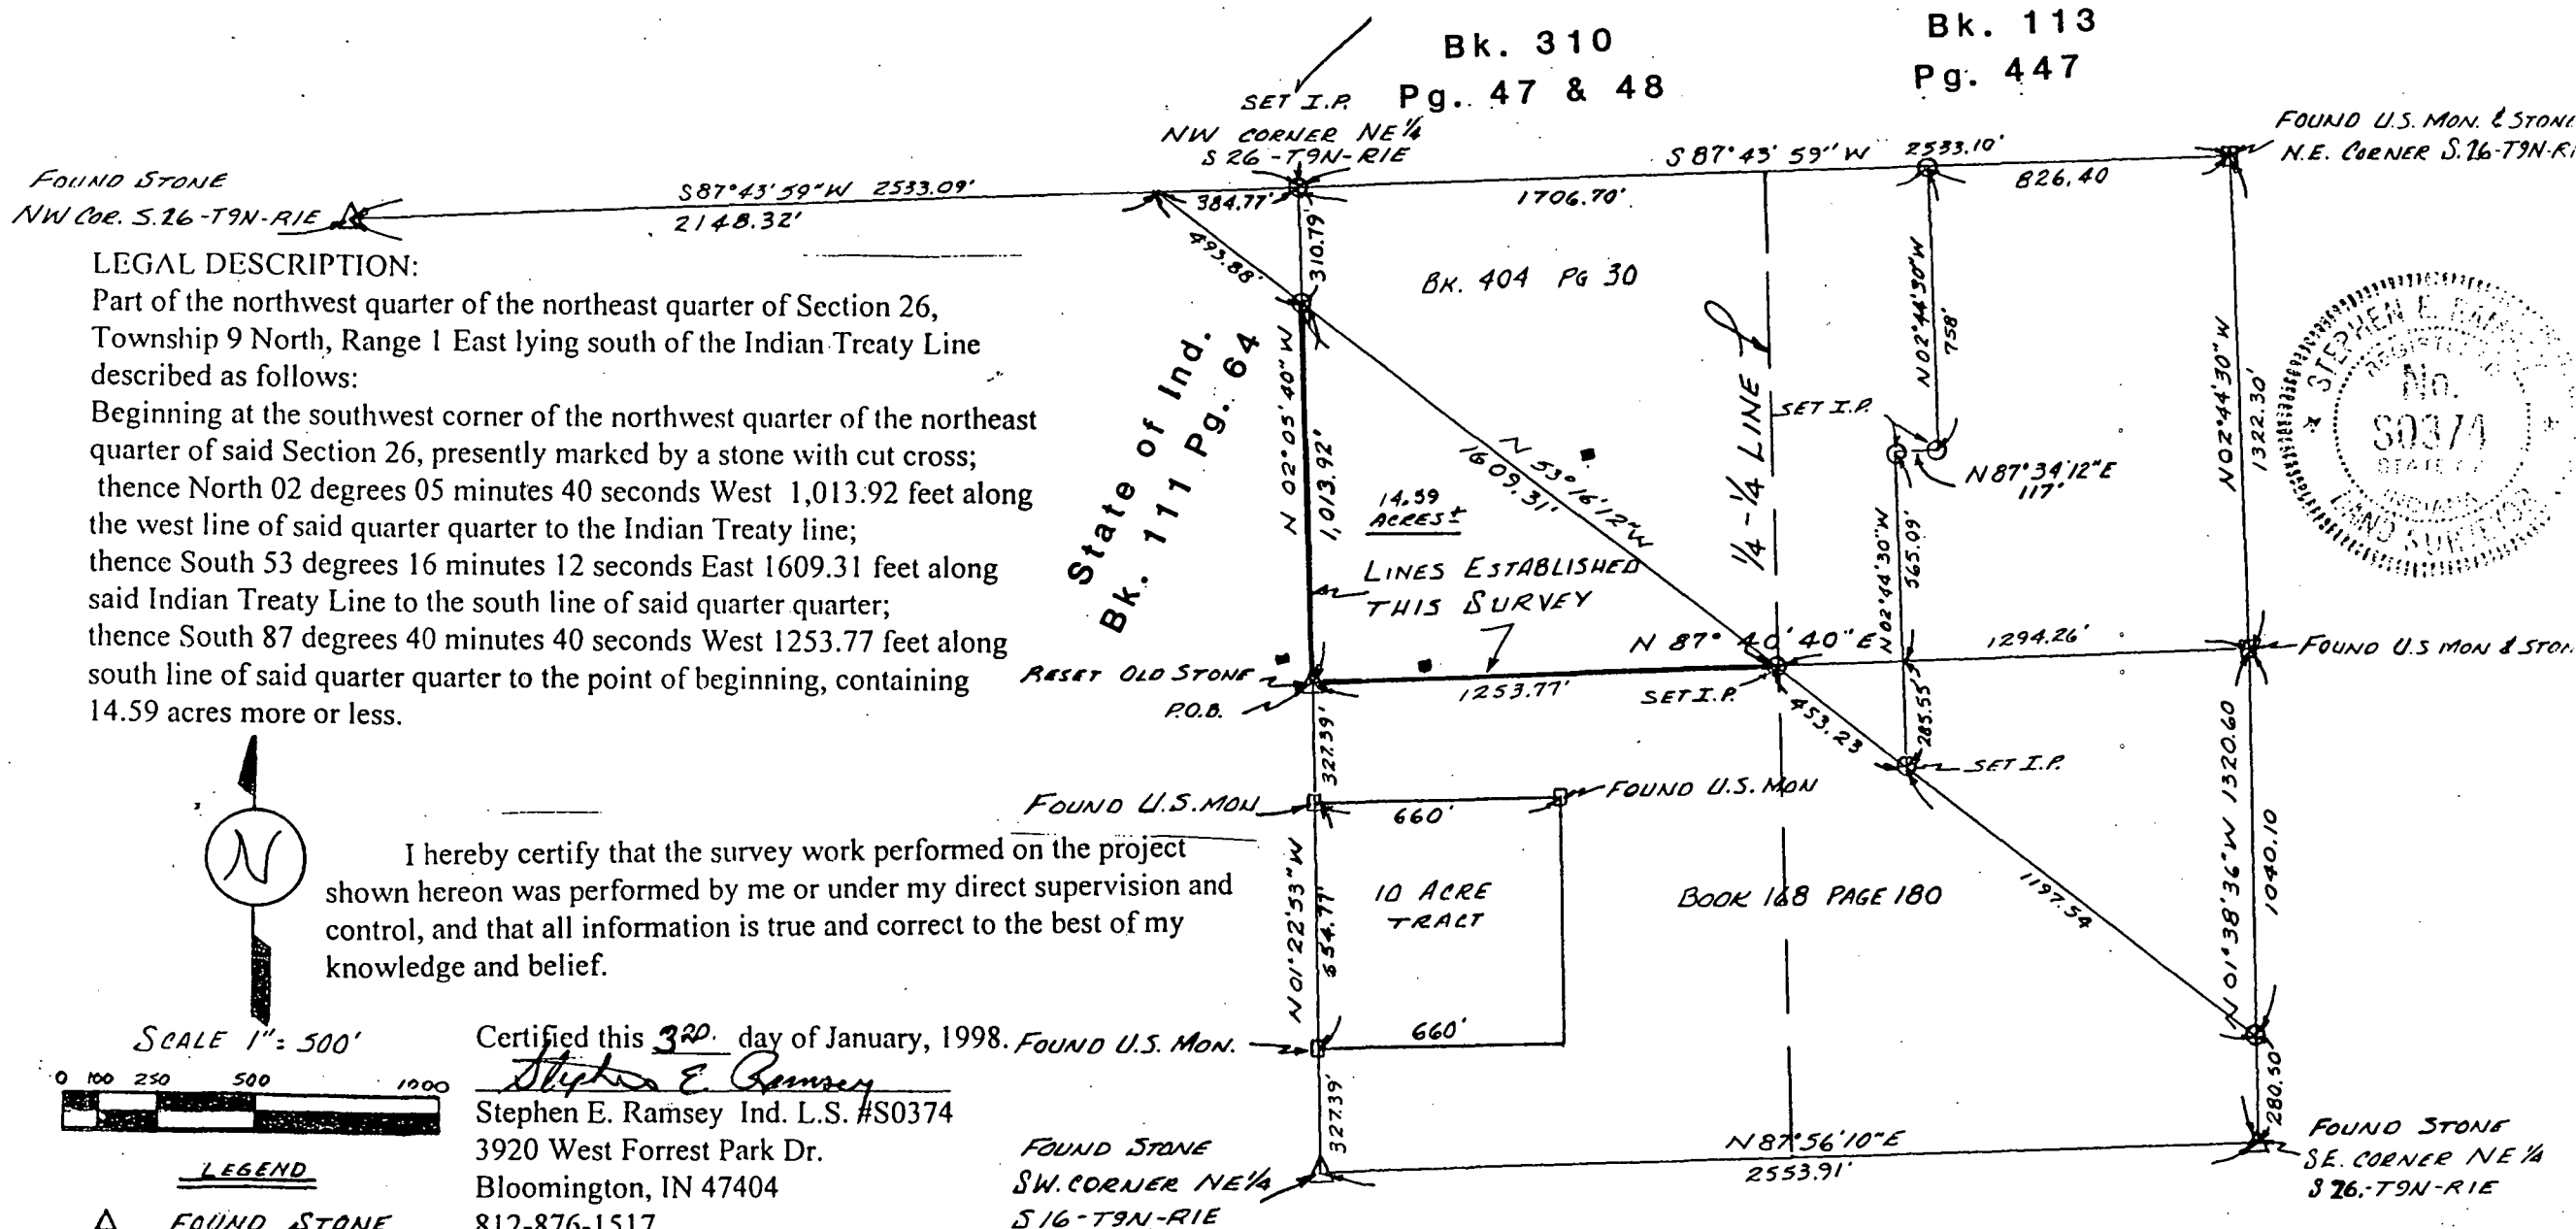 Bk. 310
Pg. 47 & 48
Bk. 113
Pg. 447
SET I.P.
NW CORNER NE ¼
S 26 - T9N - R1E
FOUND U.S. MON. & STONE
N.E. CORNER S.26-T9N-R1
FOUND STONE
NW COR. S.26-T9N-R1E
S87°43'59"W 2533.09'
2148.32'
384.77'
S 87°43'59"W 2533.10'
1706.70'
826.40
493.88'
310.79'
BK. 404 PG 30
LEGAL DESCRIPTION:
Part of the northwest quarter of the northeast quarter of Section 26,
Township 9 North, Range 1 East lying south of the Indian Treaty Line
described as follows:
Beginning at the southwest corner of the northwest quarter of the northeast
quarter of said Section 26, presently marked by a stone with cut cross;
thence North 02 degrees 05 minutes 40 seconds West 1,013.92 feet along
the west line of said quarter quarter to the Indian Treaty line;
thence South 53 degrees 16 minutes 12 seconds East 1609.31 feet along
said Indian Treaty Line to the south line of said quarter quarter;
thence South 87 degrees 40 minutes 40 seconds West 1253.77 feet along
south line of said quarter quarter to the point of beginning, containing
14.59 acres more or less.
State of Ind.
Bk. 111 Pg. 64
N 02°05'40"W
1,013.92'
N 53°16'12"W
1609.31'
14.59
ACRES±
LINES ESTABLISHED
THIS SURVEY
¼-¼ LINE
SET I.P.
N02°44'30"W
758'
N87°34'12"E
117'
N02°44'30"W
565.09'
N02°44'30"W
1322.30'
STEPHEN E.
No.
S0374
STATE OF
INDIANA
LAND SURVEYOR
N 87° 40' 40" E
1294.26'
FOUND U.S MON & STON
RESET OLD STONE
P.O.B.
1253.77'
SET I.P.
453.23
285.55
SET I.P.
327.39'
FOUND U.S. MON
660'
FOUND U.S. MON
N01°22'53"W
654.77'
10 ACRE
TRACT
BOOK 168 PAGE 180
1197.54
N01°38'36"W 1320.60
1040.10
N
I hereby certify that the survey work performed on the project
shown hereon was performed by me or under my direct supervision and
control, and that all information is true and correct to the best of my
knowledge and belief.
SCALE 1"= 500'
0 100 250 500 1000
Certified this 3RD. day of January, 1998.
Stephen E. Ramsey
Stephen E. Ramsey Ind. L.S. #S0374
3920 West Forrest Park Dr.
Bloomington, IN 47404
812-876-1517
FOUND U.S. MON.
660'
327.39'
280.50'
FOUND STONE
SW. CORNER NE¼
S16-T9N-R1E
N87°56'10"E
2553.91'
FOUND STONE
SE. CORNER NE ¼
S 26.-T9N-R1E
LEGEND
FOUND STONE